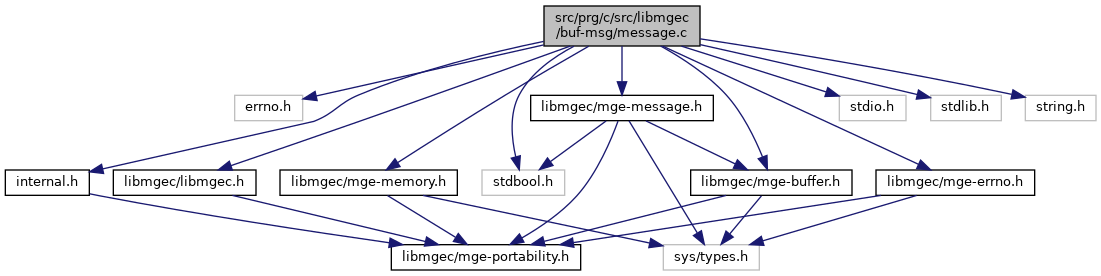 src/prg/c/src/libmgec
/buf-msg/message.c
errno.h
libmgec/mge-message.h
stdio.h
stdlib.h
string.h
internal.h
libmgec/libmgec.h
libmgec/mge-memory.h
stdbool.h
libmgec/mge-buffer.h
libmgec/mge-errno.h
libmgec/mge-portability.h
sys/types.h